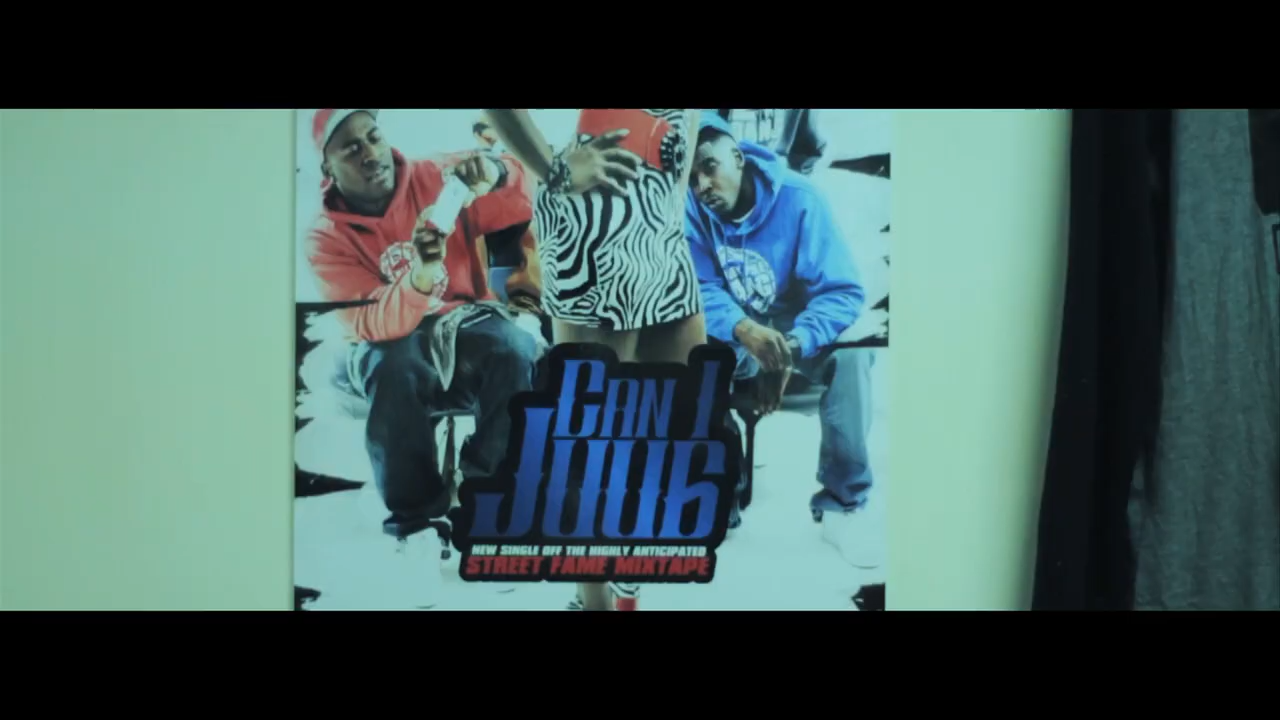 CAN I
JUUG
NEW SINGLE OFF THE HIGHLY ANTICIPATED
STREET FAME MIXTAPE